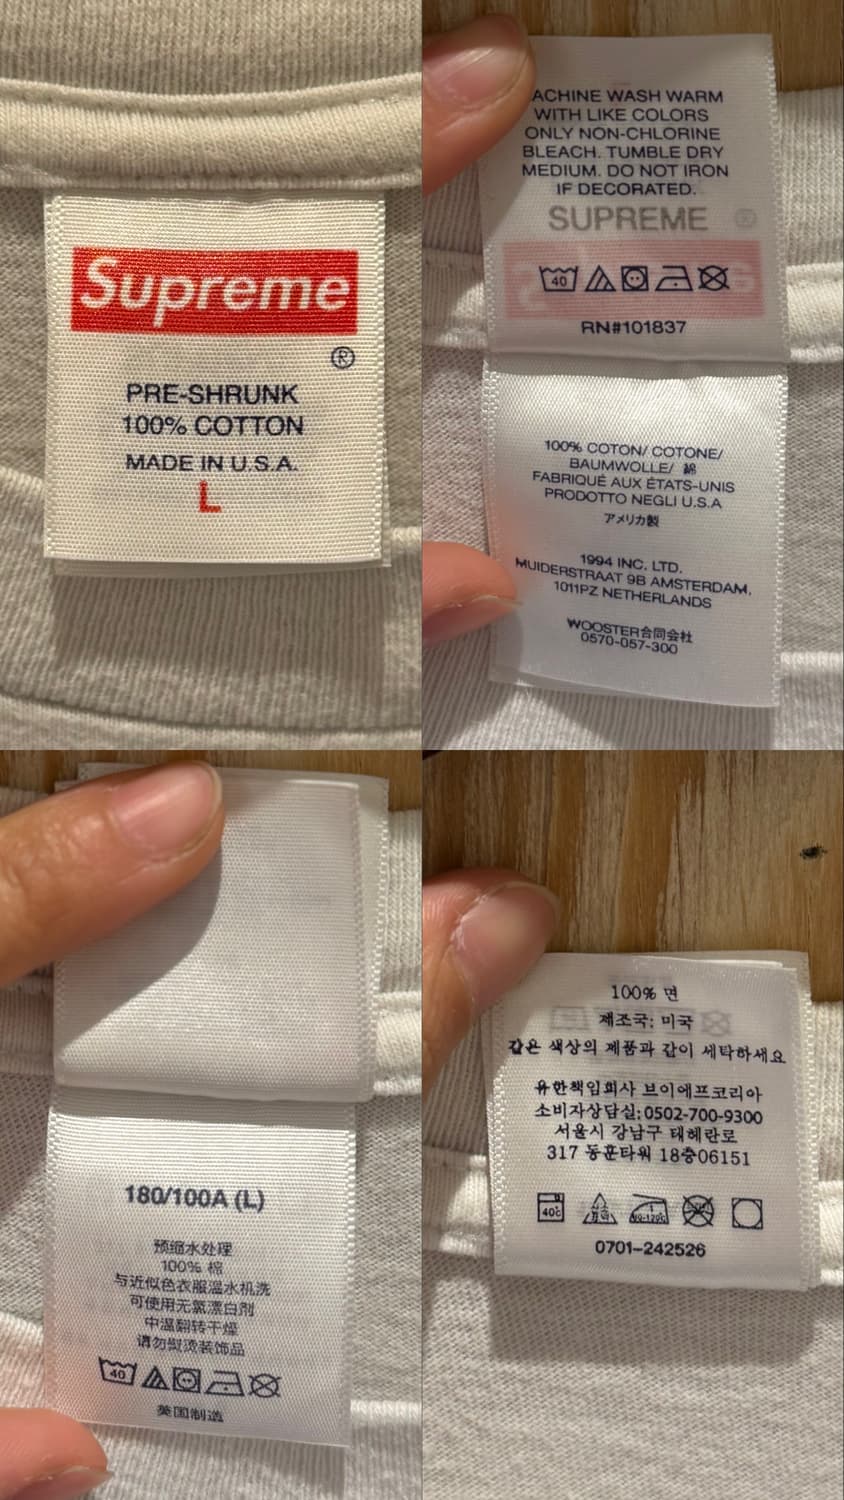 Supreme
®
PRE-SHRUNK
100% COTTON
MADE IN U.S.A.
L
ACHINE WASH WARM
WITH LIKE COLORS
ONLY NON-CHLORINE
BLEACH. TUMBLE DRY
MEDIUM. DO NOT IRON
IF DECORATED.
SUPREME ®
40
RN#101837
100% COTON/ COTONE/
BAUMWOLLE/ 綿
FABRIQUÉ AUX ÉTATS-UNIS
PRODOTTO NEGLI U.S.A
アメリカ製
1994 INC. LTD.
MUIDERSTRAAT 9B AMSTERDAM,
1011PZ NETHERLANDS
WOOSTER合同会社
0570-057-300
180/100A (L)
预缩水处理
100% 棉
与近似色衣服温水机洗
可使用无氯漂白剂
中温翻转干燥
请勿熨烫装饰品
40
美国制造
100% 면
제조국: 미국
같은 색상의 제품과 같이 세탁하세요
유한책임회사 브이에프코리아
소비자상담실: 0502-700-9300
서울시 강남구 태헤란로
317 동훈타워 18층06151
40℃
80-120℃
0701-242526